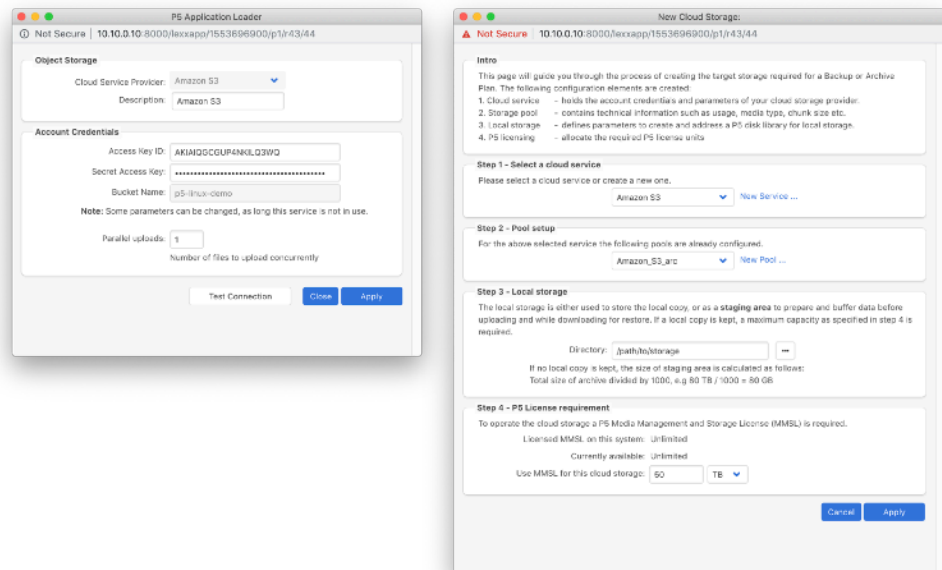 P5 Application Loader
Not Secure | 10.10.0.10:8000/lexxapp/1553696900/p1/r43/44
Object Storage
Cloud Service Provider: Amazon S3
Description: Amazon S3
Account Credentials
Access Key ID: AKIAIQGCGUP4NKILQ3WQ
Secret Access Key:
Bucket Name: p5-linux-demo
Note: Some parameters can be changed, as long this service is not in use.
Parallel uploads: 1
Number of files to upload concurrently
Test Connection Close Apply
New Cloud Storage:
Not Secure | 10.10.0.10:8000/lexxapp/1553696900/p1/r43/44
Intro
This page will guide you through the process of creating the target storage required for a Backup or Archive
Plan. The following configuration elements are created:
1. Cloud service – holds the account credentials and parameters of your cloud storage provider.
2. Storage pool – contains technical information such as usage, media type, chunk size etc.
3. Local storage – defines parameters to create and address a P5 disk library for local storage.
4. P5 licensing – allocate the required P5 license units
Step 1 - Select a cloud service
Please select a cloud service or create a new one.
Amazon S3 New Service ...
Step 2 - Pool setup
For the above selected service the following pools are already configured.
Amazon_S3_arc New Pool ...
Step 3 - Local storage
The local storage is either used to store the local copy, or as a staging area to prepare and buffer data before
uploading and while downloading for restore. If a local copy is kept, a maximum capacity as specified in step 4 is
required.
Directory: /path/to/storage ...
If no local copy is kept, the size of staging area is calculated as follows:
Total size of archive divided by 1000, e.g 80 TB / 1000 = 80 GB
Step 4 - P5 License requirement
To operate the cloud storage a P5 Media Management and Storage License (MMSL) is required.
Licensed MMSL on this system: Unlimited
Currently available: Unlimited
Use MMSL for this cloud storage: 50 TB
Cancel Apply